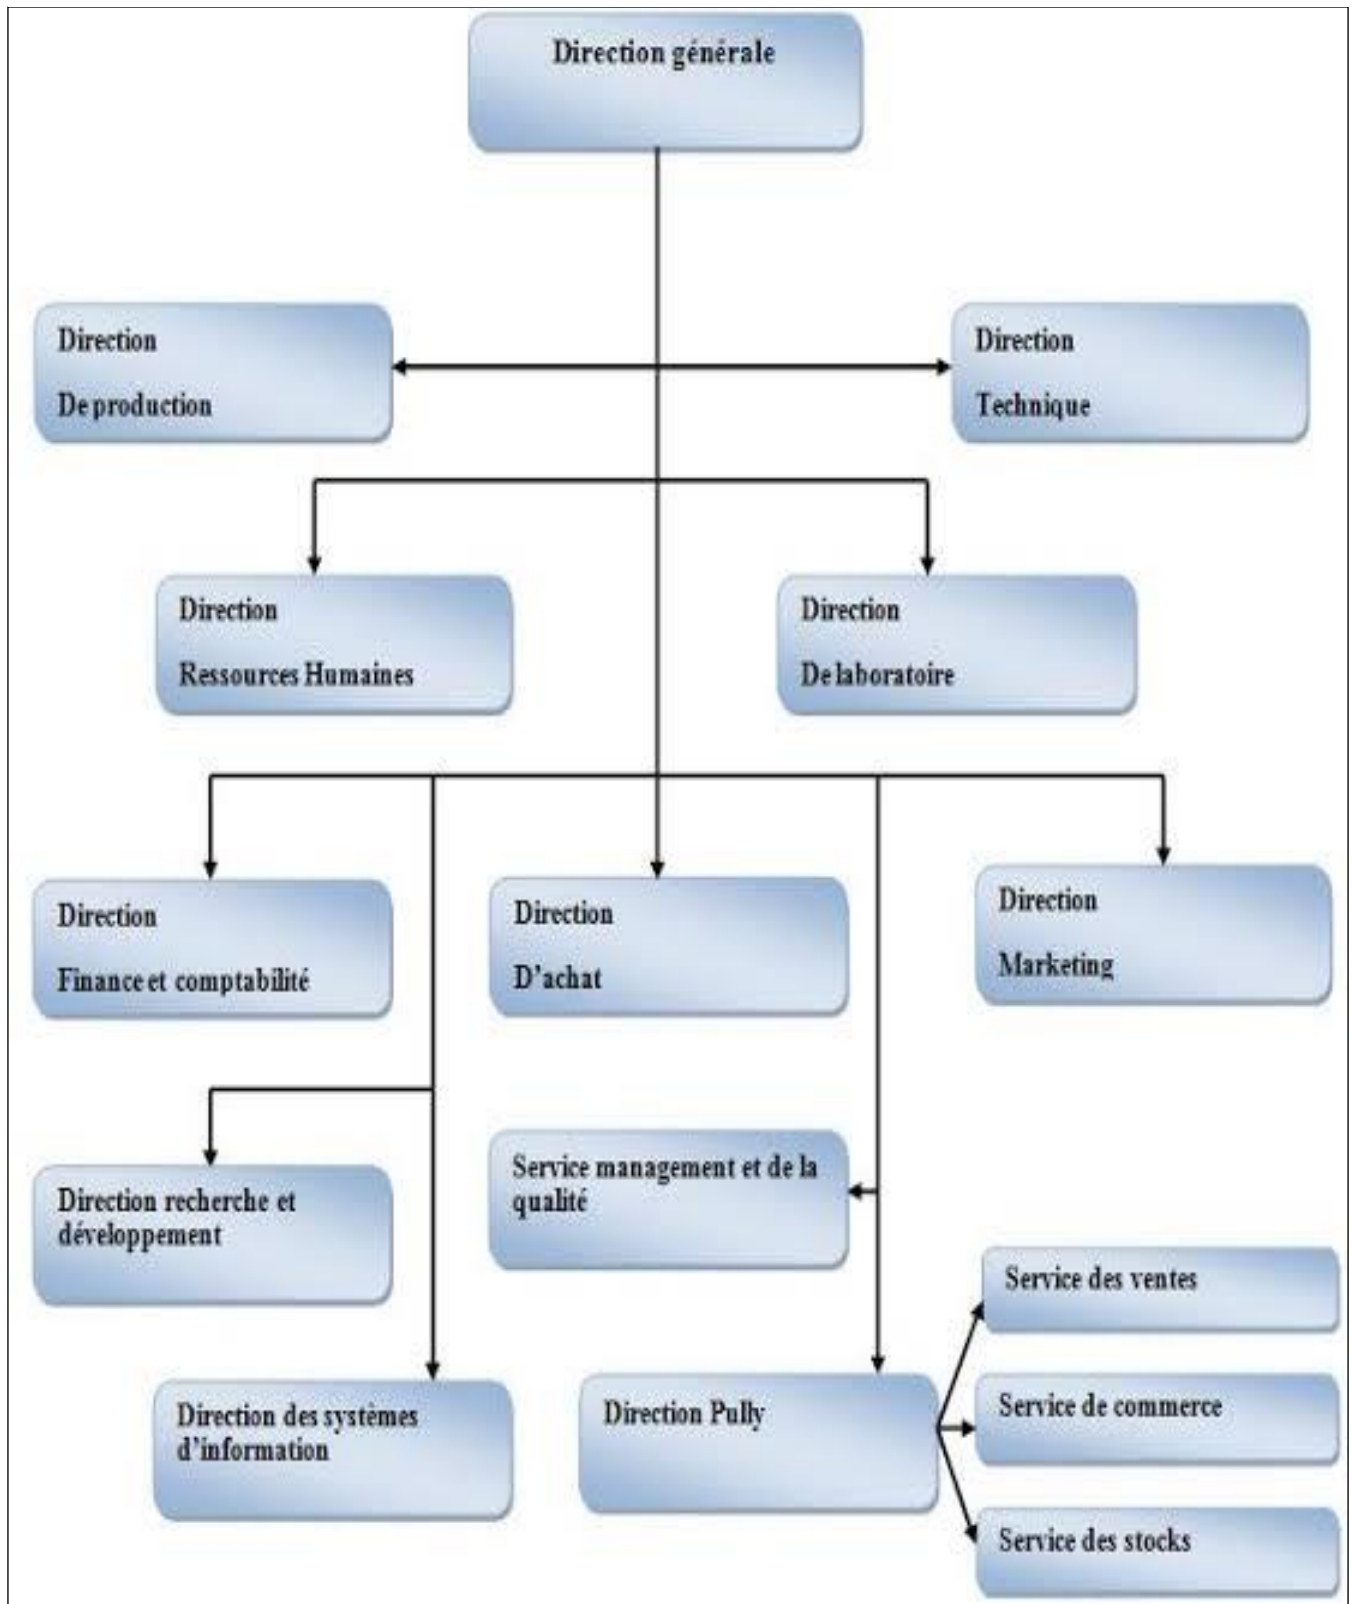 Direction générale
Direction
De production
Direction
Technique
Direction
Ressources Humaines
Direction
De laboratoire
Direction
Finance et comptabilité
Direction
D'achat
Direction
Marketing
Direction recherche et
développement
Service management et de la
qualité
Service des ventes
Direction des systèmes
d'information
Direction Pully
Service de commerce
Service des stocks